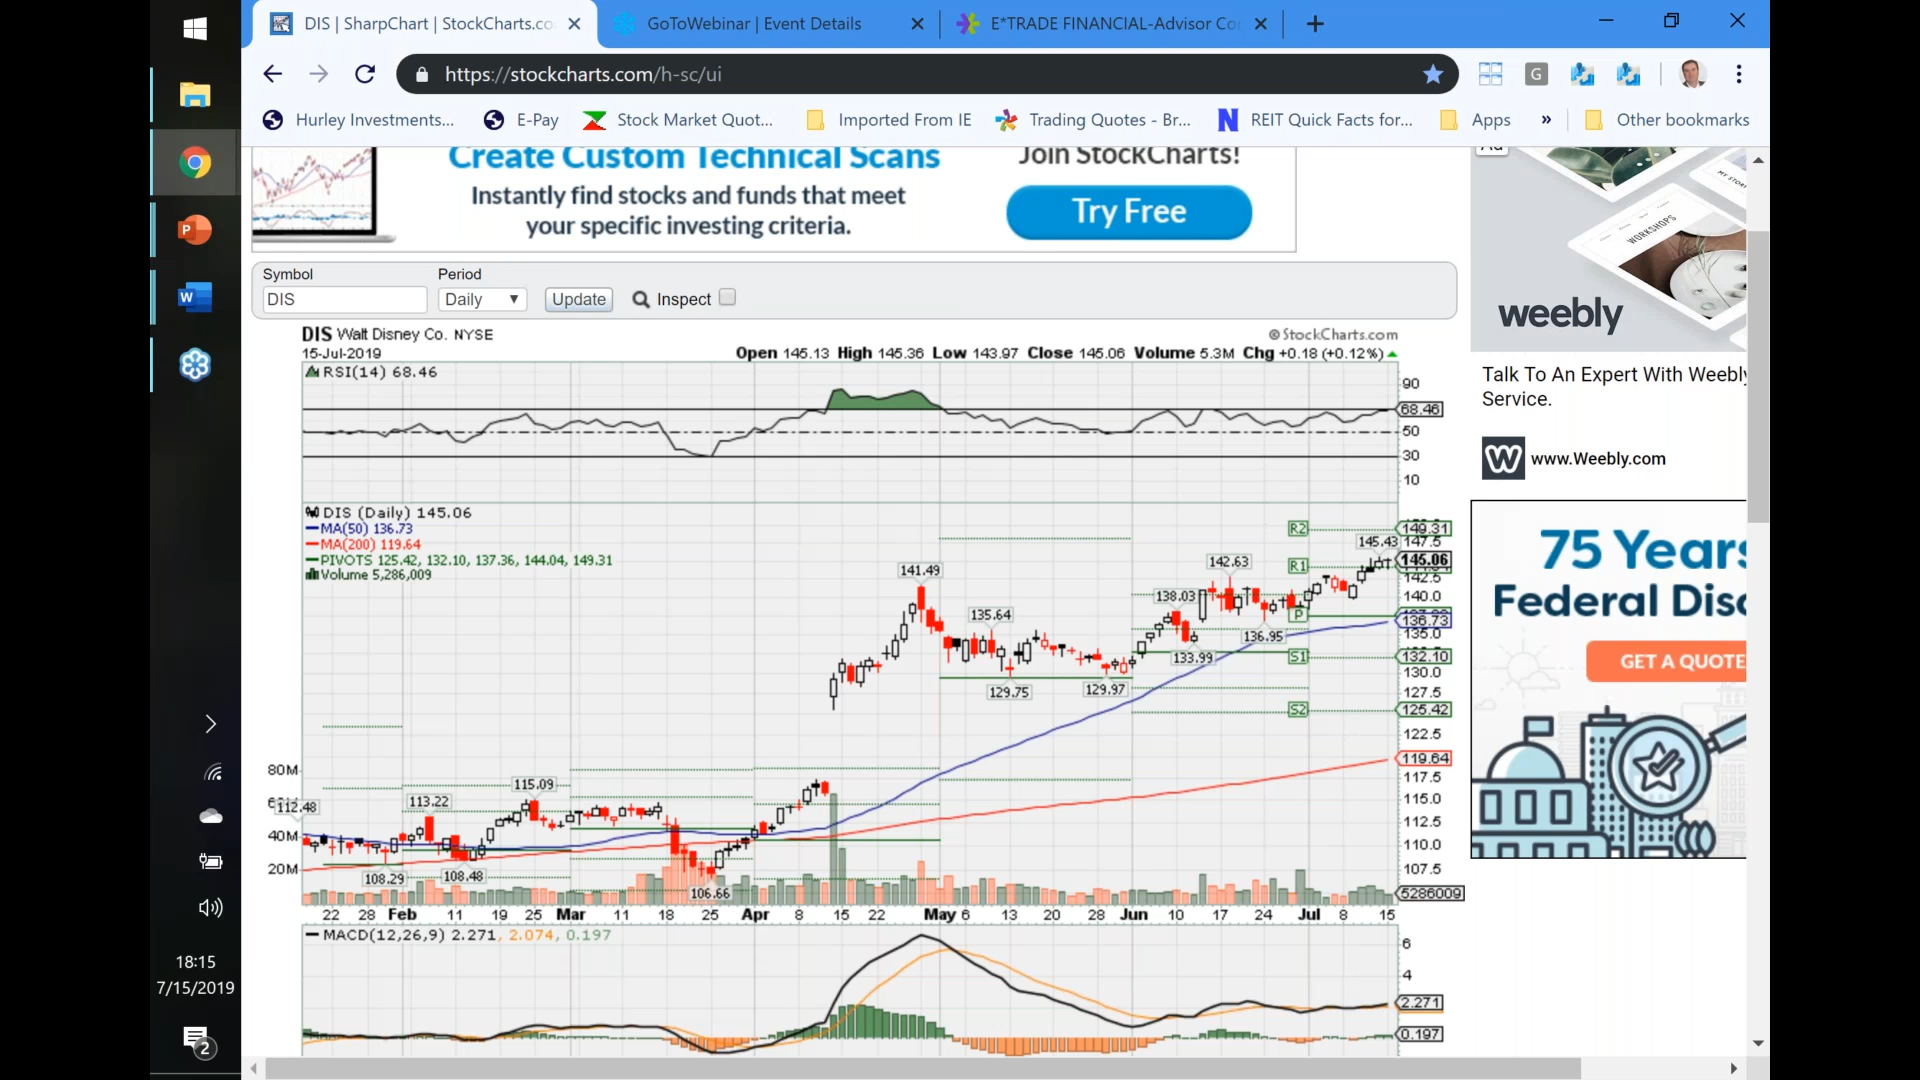 DIS | SharpChart | StockCharts.co
GoToWebinar | Event Details
E*TRADE FINANCIAL-Advisor Co
https://stockcharts.com/h-sc/ui
G
Hurley Investments...
E-Pay
Stock Market Quot...
Imported From IE
Trading Quotes - Br...
N
REIT Quick Facts for...
Apps
»
Other bookmarks
Create Custom Technical Scans
Instantly find stocks and funds that meet
your specific investing criteria.
Join StockCharts!
Try Free
Ad
MY STORY
WORKSHOPS
weebly
Talk To An Expert With Weebly
Service.
W
www.Weebly.com
75 Years
Federal Disc
GET A QUOTE
Symbol
Period
DIS
Daily
Update
Inspect
DIS Walt Disney Co. NYSE
© StockCharts.com
15-Jul-2019
Open 145.13 High 145.36 Low 143.97 Close 145.06 Volume 5.3M Chg +0.18 (+0.12%)
RSI(14) 68.46
90
68.46
50
30
10
DIS (Daily) 145.06
MA(50) 136.73
MA(200) 119.64
PIVOTS 125.42, 132.10, 137.36, 144.04, 149.31
Volume 5,286,009
R2
149.31
145.43
147.5
141.49
142.63
R1
145.06
142.5
138.03
140.0
135.64
P
136.73
136.95
135.0
133.99
S1
132.10
130.0
129.75
129.97
127.5
S2
125.42
122.5
119.64
117.5
80M
115.09
115.0
112.48
113.22
112.5
40M
110.0
20M
108.29
108.48
106.66
107.5
5286009
22 28 Feb 11 19 25 Mar 11 18 25 Apr 8 15 22 May 6 13 20 28 Jun 10 17 24 Jul 8 15
MACD(12,26,9) 2.271, 2.074, 0.197
6
4
2.271
0.197
P
W
18:15
7/15/2019
2